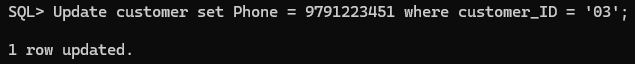 SQL> Update customer set Phone = 9791223451 where customer_ID = '03';
1 row updated.